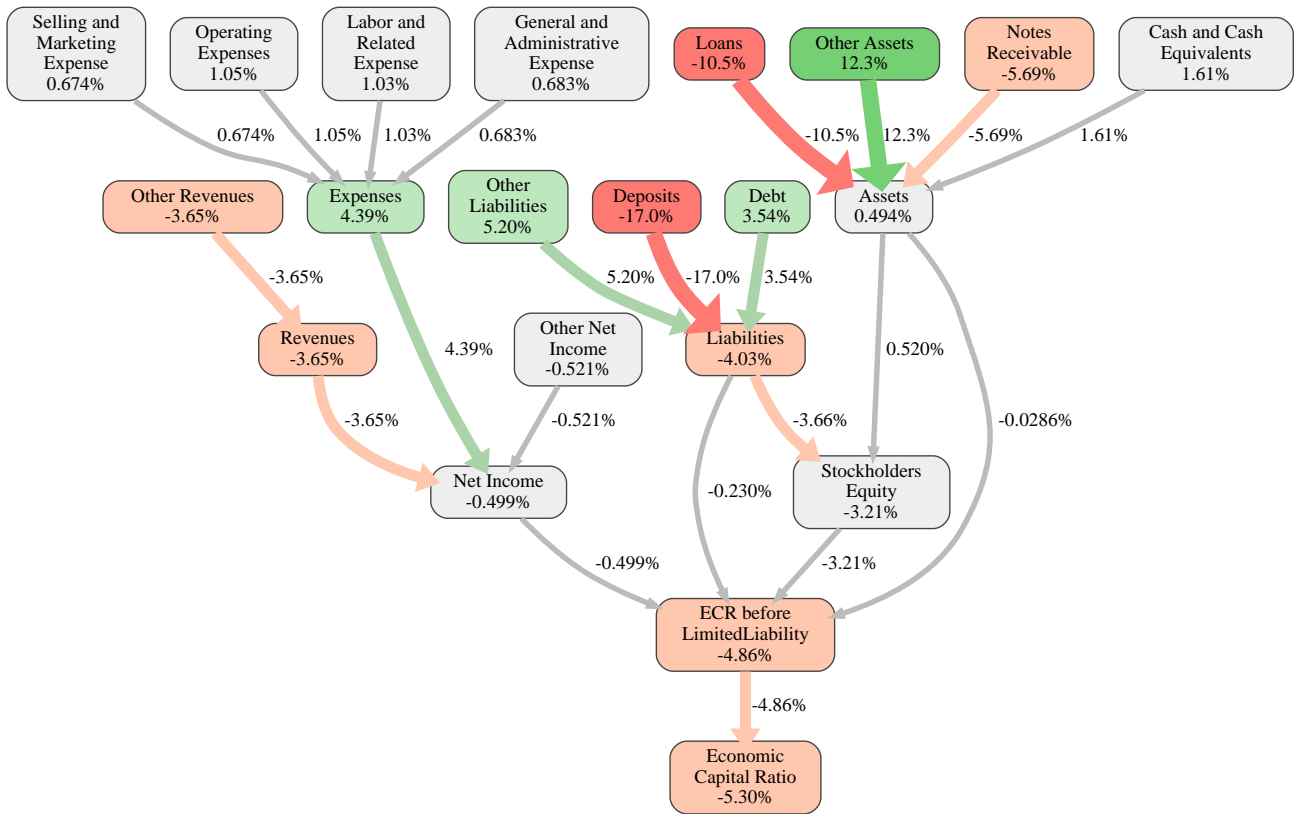 Selling and
Marketing
Expense
0.674%
Operating
Expenses
1.05%
Labor and
Related
Expense
1.03%
General and
Administrative
Expense
0.683%
Loans
-10.5%
Other Assets
12.3%
Notes
Receivable
-5.69%
Cash and Cash
Equivalents
1.61%
0.674%
1.05%
1.03%
0.683%
-10.5%
12.3%
-5.69%
1.61%
Other Revenues
-3.65%
Expenses
4.39%
Other
Liabilities
5.20%
Deposits
-17.0%
Debt
3.54%
Assets
0.494%
-3.65%
5.20%
-17.0%
3.54%
Revenues
-3.65%
4.39%
Other Net
Income
-0.521%
Liabilities
-4.03%
0.520%
-3.65%
-0.521%
-3.66%
-0.0286%
Net Income
-0.499%
-0.230%
Stockholders
Equity
-3.21%
-0.499%
-3.21%
ECR before
LimitedLiability
-4.86%
-4.86%
Economic
Capital Ratio
-5.30%